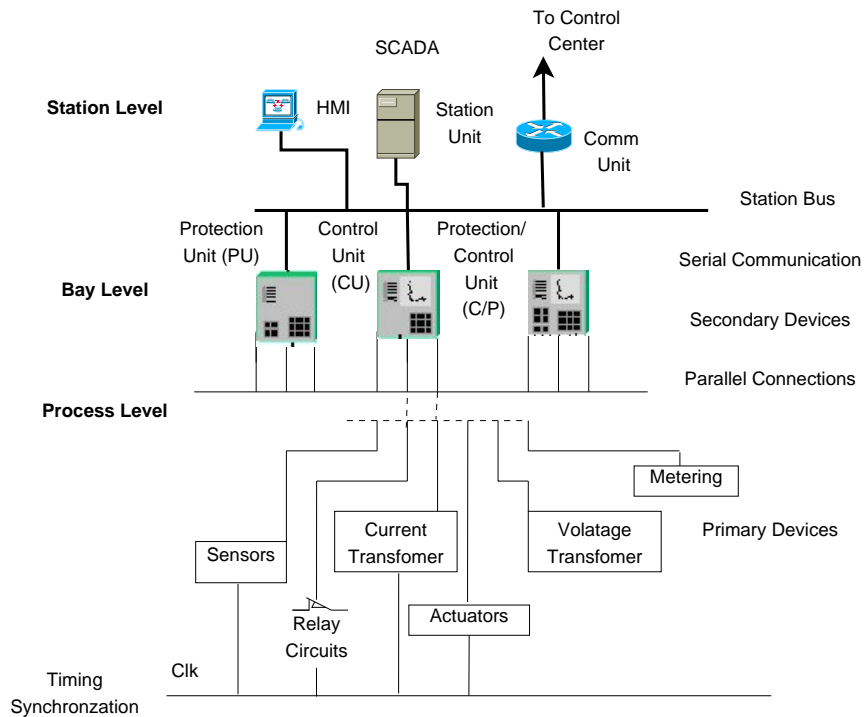 To Control
Center
SCADA
Station Level
HMI
Station
Unit
Comm
Unit
Station Bus
Protection
Unit (PU)
Control
Unit
(CU)
Protection/
Control
Unit
(C/P)
Serial Communication
Bay Level
Secondary Devices
Parallel Connections
Process Level
Metering
Sensors
Current
Transfomer
Volatage
Transfomer
Primary Devices
Relay
Circuits
Actuators
Clk
Timing
Synchronzation